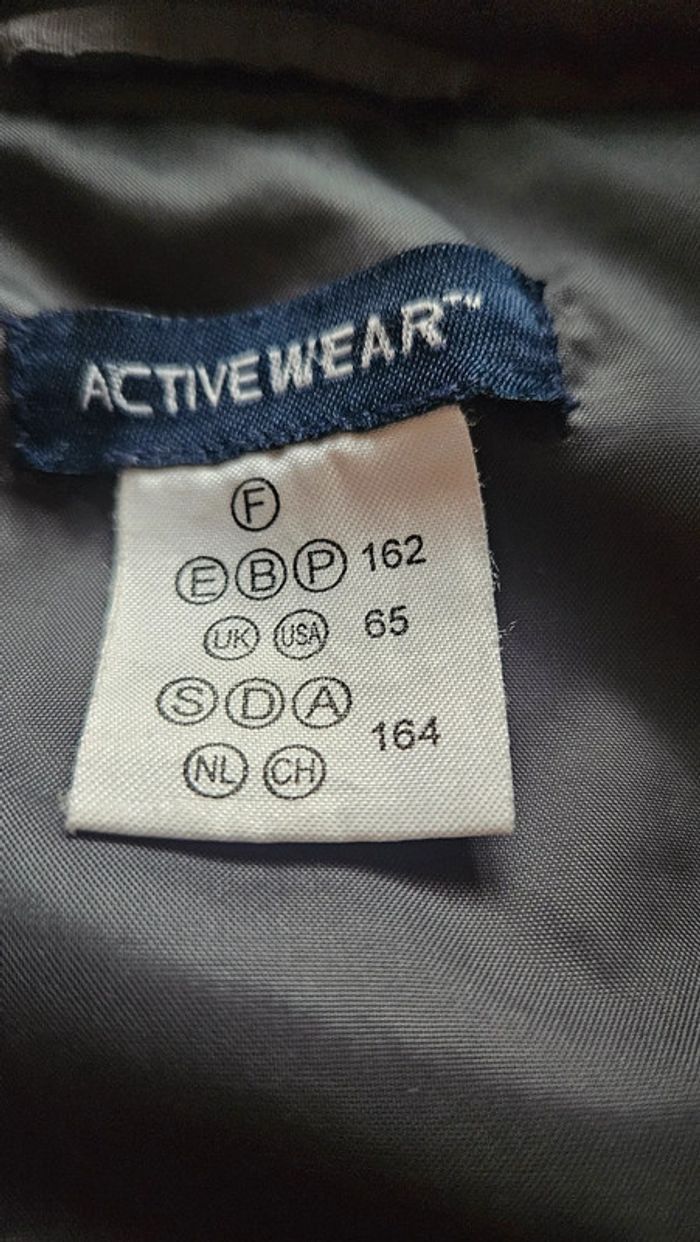 ACTIVEWEAR™
F
E B P 162
UK USA 65
S D A
164
NL CH